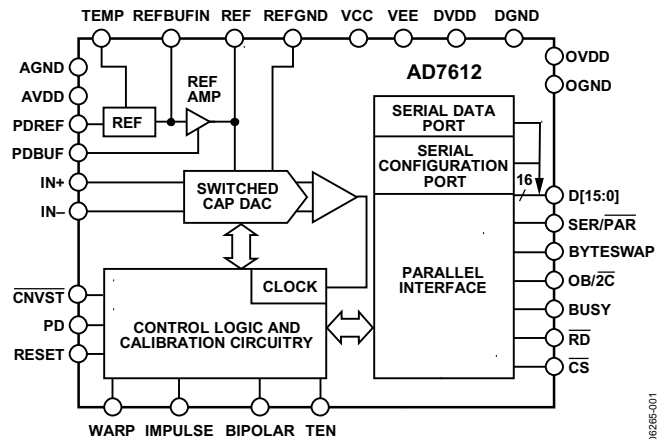 TEMP REFBUFIN REF REFGND VCC VEE DVDD DGND
AGND
AVDD
PDREF
PDBUF
IN+
IN–
CNVST
PD
RESET
REF
REF
AMP
SWITCHED
CAP DAC
CLOCK
CONTROL LOGIC AND
CALIBRATION CIRCUITRY
AD7612
SERIAL DATA
PORT
SERIAL
CONFIGURATION
PORT
16
PARALLEL
INTERFACE
OVDD
OGND
D[15:0]
SER/PAR
BYTESWAP
OB/2C
BUSY
RD
CS
WARP IMPULSE BIPOLAR TEN
06265-001